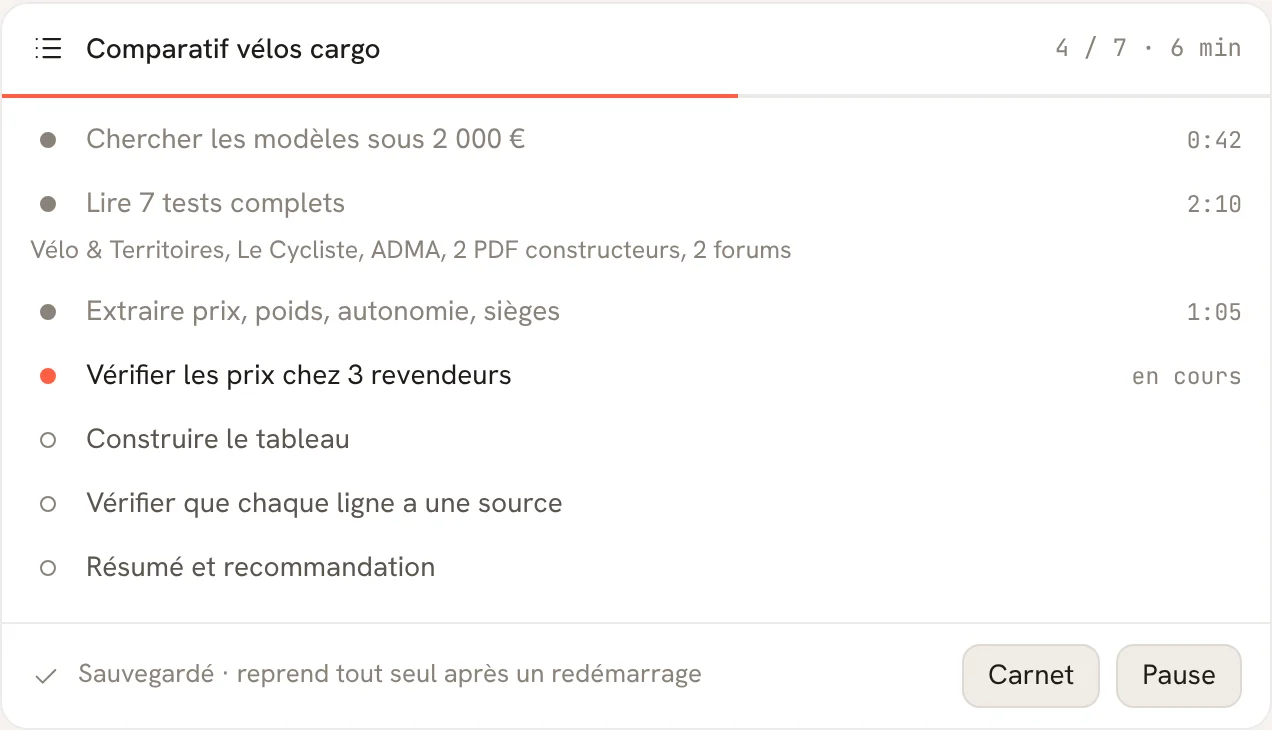 Comparatif vélos cargo
4 / 7 · 6 min
Chercher les modèles sous 2 000 €
0:42
Lire 7 tests complets
2:10
Vélo & Territoires, Le Cycliste, ADMA, 2 PDF constructeurs, 2 forums
Extraire prix, poids, autonomie, sièges
1:05
Vérifier les prix chez 3 revendeurs
en cours
Construire le tableau
Vérifier que chaque ligne a une source
Résumé et recommandation
Sauvegardé · reprend tout seul après un redémarrage
Carnet
Pause